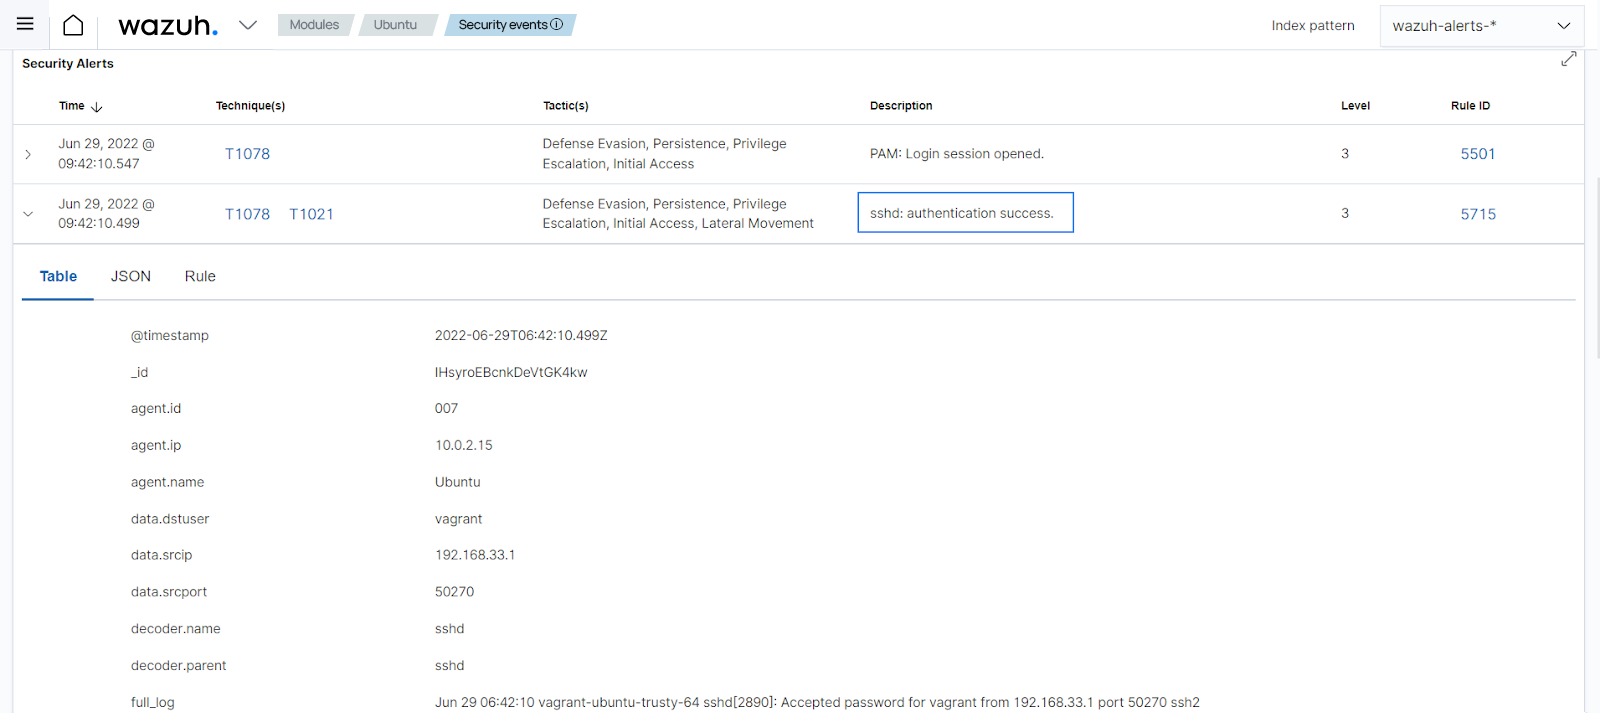 wazuh.
Modules
Ubuntu
Security events
Index pattern
wazuh-alerts-*
Security Alerts
Time
Technique(s)
Tactic(s)
Description
Level
Rule ID
Jun 29, 2022 @
09:42:10.547
T1078
Defense Evasion, Persistence, Privilege
Escalation, Initial Access
PAM: Login session opened.
3
5501
Jun 29, 2022 @
09:42:10.499
T1078 T1021
Defense Evasion, Persistence, Privilege
Escalation, Initial Access, Lateral Movement
sshd: authentication success.
3
5715
Table
JSON
Rule
@timestamp 2022-06-29T06:42:10.499Z
_id IHsyroEBcnkDeVtGK4kw
agent.id 007
agent.ip 10.0.2.15
agent.name Ubuntu
data.dstuser vagrant
data.srcip 192.168.33.1
data.srcport 50270
decoder.name sshd
decoder.parent sshd
full_log Jun 29 06:42:10 vagrant-ubuntu-trusty-64 sshd[2890]: Accepted password for vagrant from 192.168.33.1 port 50270 ssh2